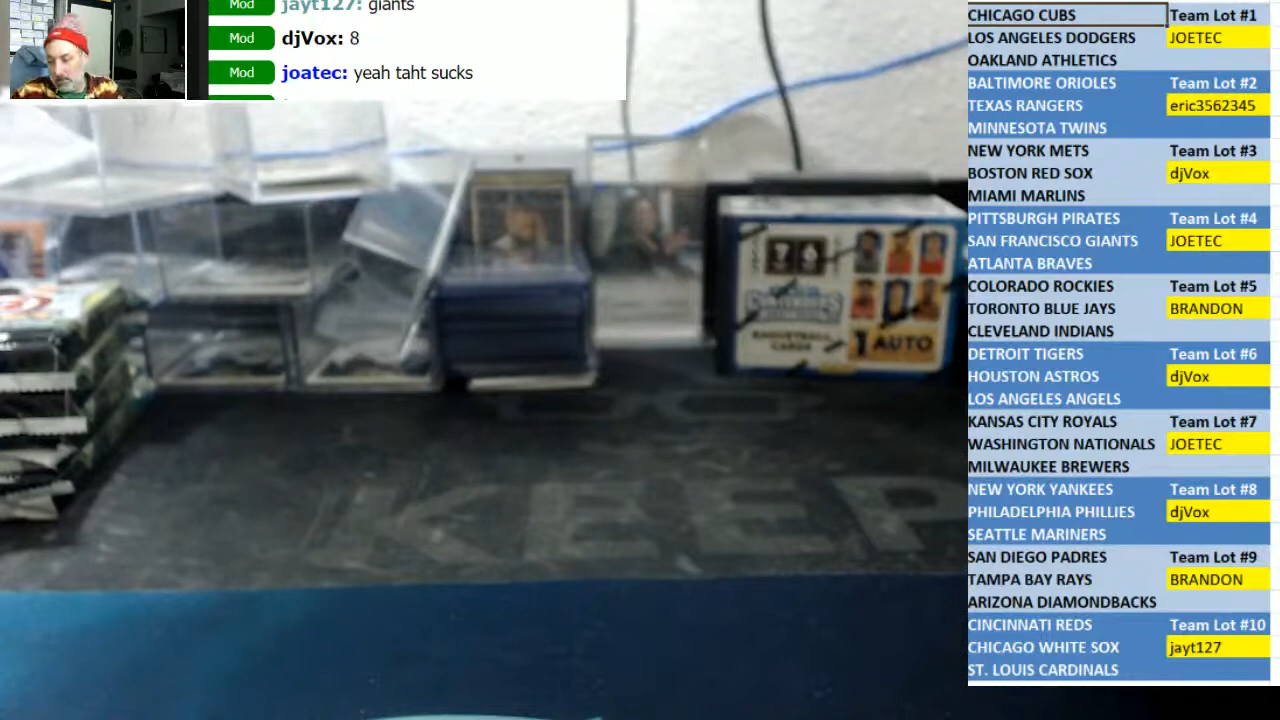 Mod jayt127: giants
Mod djVox: 8
Mod joatec: yeah taht sucks
CHICAGO CUBS Team Lot #1
LOS ANGELES DODGERS JOETEC
OAKLAND ATHLETICS
BALTIMORE ORIOLES Team Lot #2
TEXAS RANGERS eric3562345
MINNESOTA TWINS
NEW YORK METS Team Lot #3
BOSTON RED SOX djVox
MIAMI MARLINS
PITTSBURGH PIRATES Team Lot #4
SAN FRANCISCO GIANTS JOETEC
ATLANTA BRAVES
COLORADO ROCKIES Team Lot #5
TORONTO BLUE JAYS BRANDON
CLEVELAND INDIANS
DETROIT TIGERS Team Lot #6
HOUSTON ASTROS djVox
LOS ANGELES ANGELS
KANSAS CITY ROYALS Team Lot #7
WASHINGTON NATIONALS JOETEC
MILWAUKEE BREWERS
NEW YORK YANKEES Team Lot #8
PHILADELPHIA PHILLIES djVox
SEATTLE MARINERS
SAN DIEGO PADRES Team Lot #9
TAMPA BAY RAYS BRANDON
ARIZONA DIAMONDBACKS
CINCINNATI REDS Team Lot #10
CHICAGO WHITE SOX jayt127
ST. LOUIS CARDINALS
CONTENDERS
BASKETBALL
CARDS
1 AUTO
KEEP